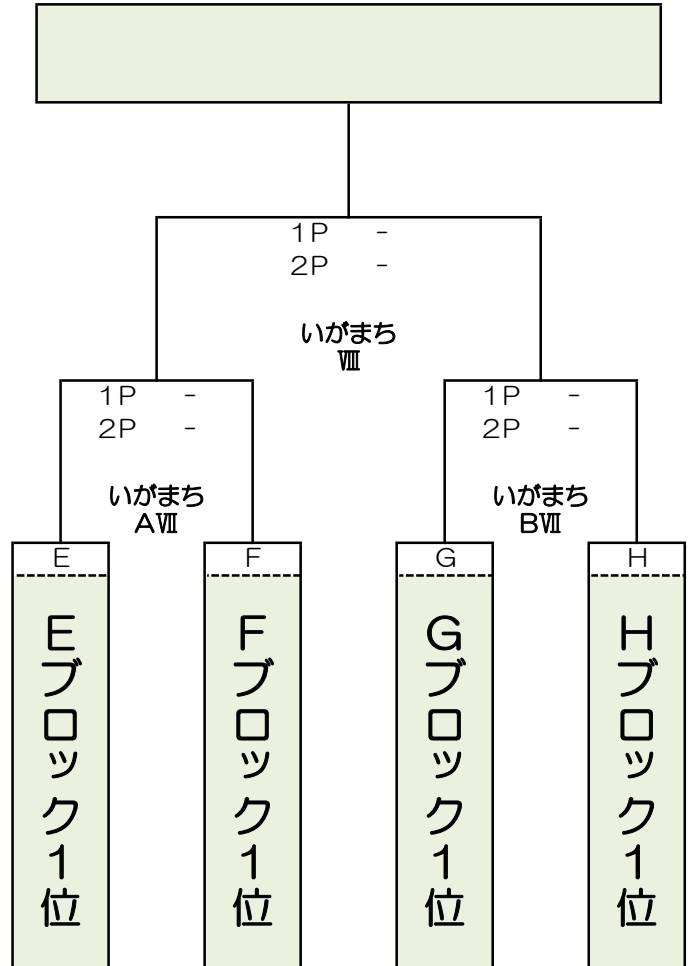 1P -
2P -
いがまち
Ⅷ
1P -
2P -
いがまち
AⅦ
1P -
2P -
いがまち
BⅦ
E
F
G
H
Eブロック1位
Fブロック1位
Gブロック1位
Hブロック1位